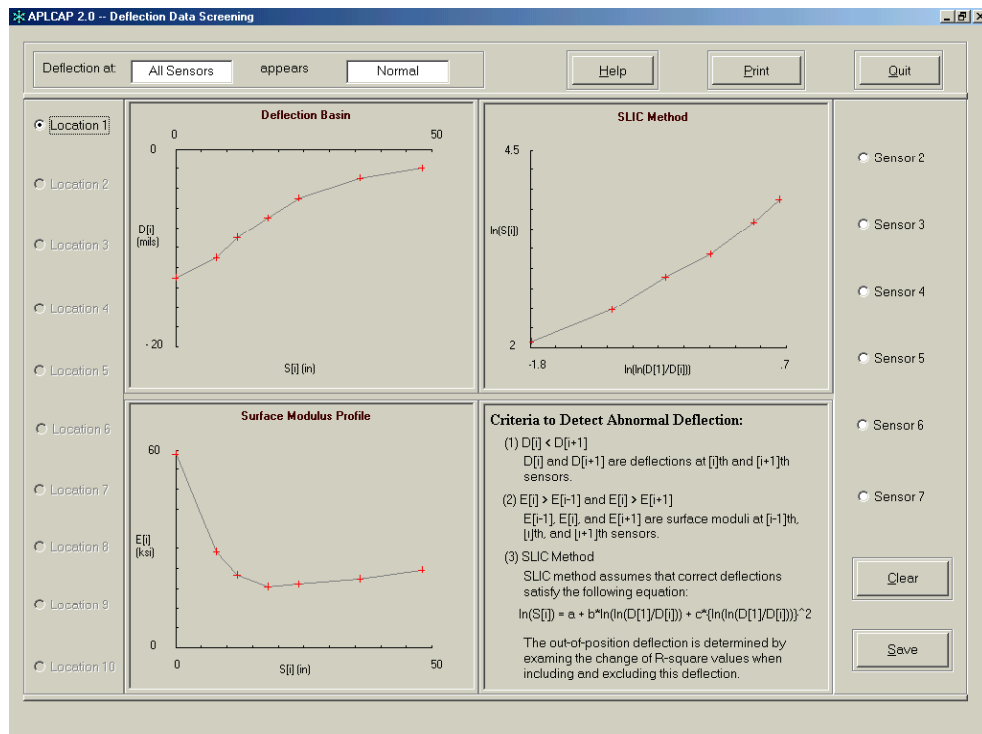 APLCAP 2.0 -- Deflection Data Screening
Deflection at: All Sensors appears Normal Help Print Quit
Location 1
Location 2
Location 3
Location 4
Location 5
Location 6
Location 7
Location 8
Location 9
Location 10
Deflection Basin
0 50
0
D[i]
(mils)
-20
S[i] (in)
SLIC Method
4.5
ln(S[i])
2
-1.8 .7
ln(ln(D[1]/D[i]))
Surface Modulus Profile
60
E[i]
(ksi)
0
0 50
S[i] (in)
Criteria to Detect Abnormal Deflection:
(1) D[i] < D[i+1]
D[i] and D[i+1] are deflections at [i]th and [i+1]th
sensors.
(2) E[i] > E[i-1] and E[i] > E[i+1]
E[i-1], E[i], and E[i+1] are surface moduli at [i-1]th,
[i]th, and [i+1]th sensors.
(3) SLIC Method
SLIC method assumes that correct deflections
satisfy the following equation:
ln(S[i]) = a + b*ln(ln(D[1]/D[i])) + c*{ln(ln(D[1]/D[i]))}^2
The out-of-position deflection is determined by
examing the change of R-square values when
including and excluding this deflection.
Sensor 2
Sensor 3
Sensor 4
Sensor 5
Sensor 6
Sensor 7
Clear
Save